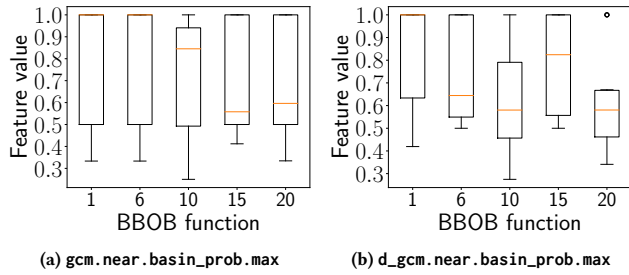 1.0
0.9
0.8
0.7
0.6
0.5
0.4
0.3
Feature value
1 6 10 15 20
BBOB function
(a) gcm.near.basin_prob.max
1.0
0.9
0.8
0.7
0.6
0.5
0.4
0.3
Feature value
1 6 10 15 20
BBOB function
(b) d_gcm.near.basin_prob.max